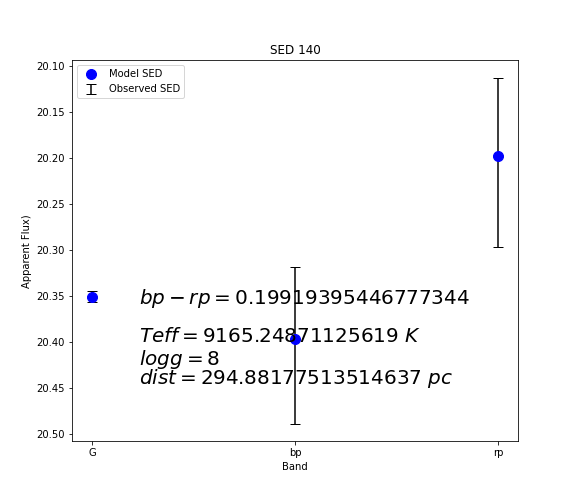 SED 140
20.10
Model SED
Observed SED
20.15
20.20
20.25
20.30
20.35
bp − rp = 0.19919395446777344
Teff = 9165.24871125619 K
20.40
logg = 8
dist = 294.88177513514637 pc
20.45
20.50
Apparent Flux)
G
bp
rp
Band